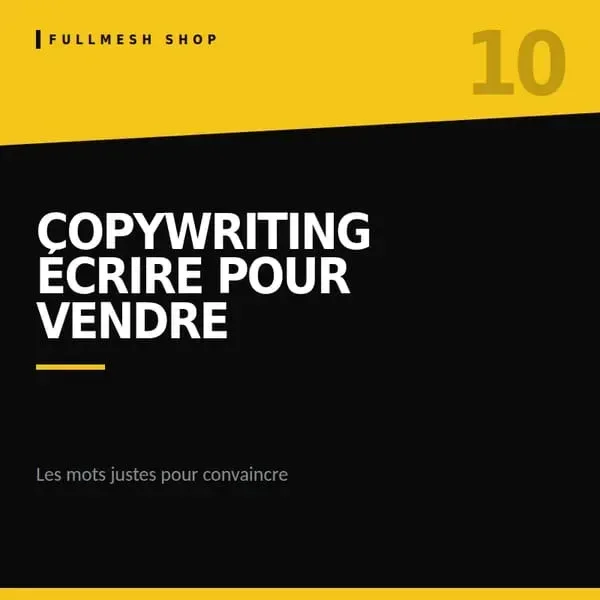 FULLMESH SHOP
10
COPYWRITING
ÉCRIRE POUR
VENDRE
Les mots justes pour convaincre